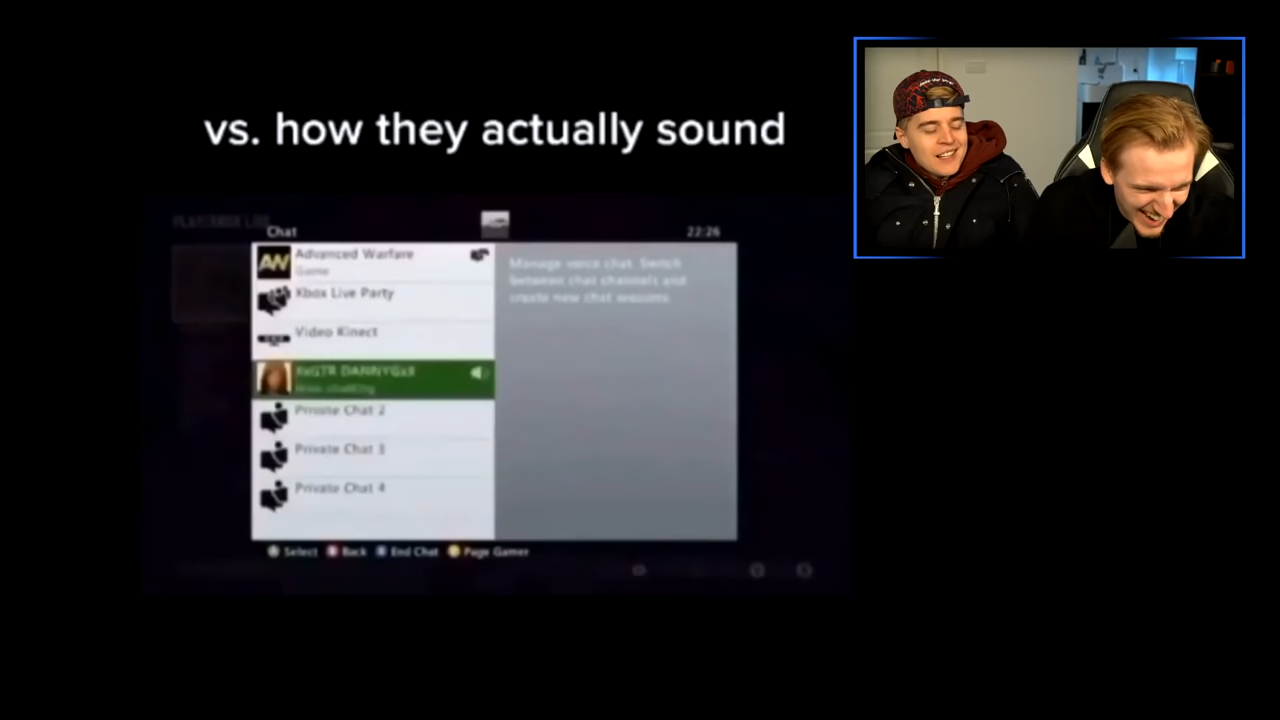 vs. how they actually sound
Chat
22:26
AW
Advanced Warfare
Game
Xbox Live Party
Video Kinect
Private Chat 2
Private Chat 3
Private Chat 4
Manage voice chat. Switch
between chat channels and
create new chat sessions.
Select Back End Chat Page Gamer